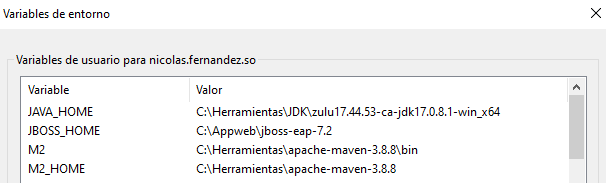 Variables de entorno
Variables de usuario para nicolas.fernandez.so
Variable Valor
JAVA_HOME C:\Herramientas\JDK\zulu17.44.53-ca-jdk17.0.8.1-win_x64
JBOSS_HOME C:\Appweb\jboss-eap-7.2
M2 C:\Herramientas\apache-maven-3.8.8\bin
M2_HOME C:\Herramientas\apache-maven-3.8.8